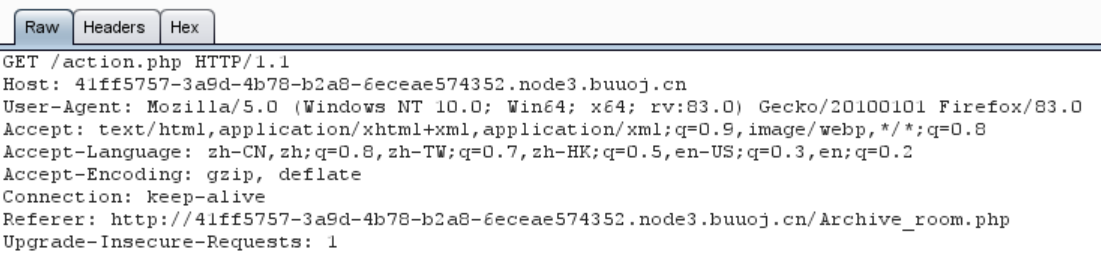 Raw Headers Hex
GET /action.php HTTP/1.1
Host: 41ff5757-3a9d-4b78-b2a8-6eceae574352.node3.buuoj.cn
User-Agent: Mozilla/5.0 (Windows NT 10.0; Win64; x64; rv:83.0) Gecko/20100101 Firefox/83.0
Accept: text/html,application/xhtml+xml,application/xml;q=0.9,image/webp,*/*;q=0.8
Accept-Language: zh-CN,zh;q=0.8,zh-TW;q=0.7,zh-HK;q=0.5,en-US;q=0.3,en;q=0.2
Accept-Encoding: gzip, deflate
Connection: keep-alive
Referer: http://41ff5757-3a9d-4b78-b2a8-6eceae574352.node3.buuoj.cn/Archive_room.php
Upgrade-Insecure-Requests: 1